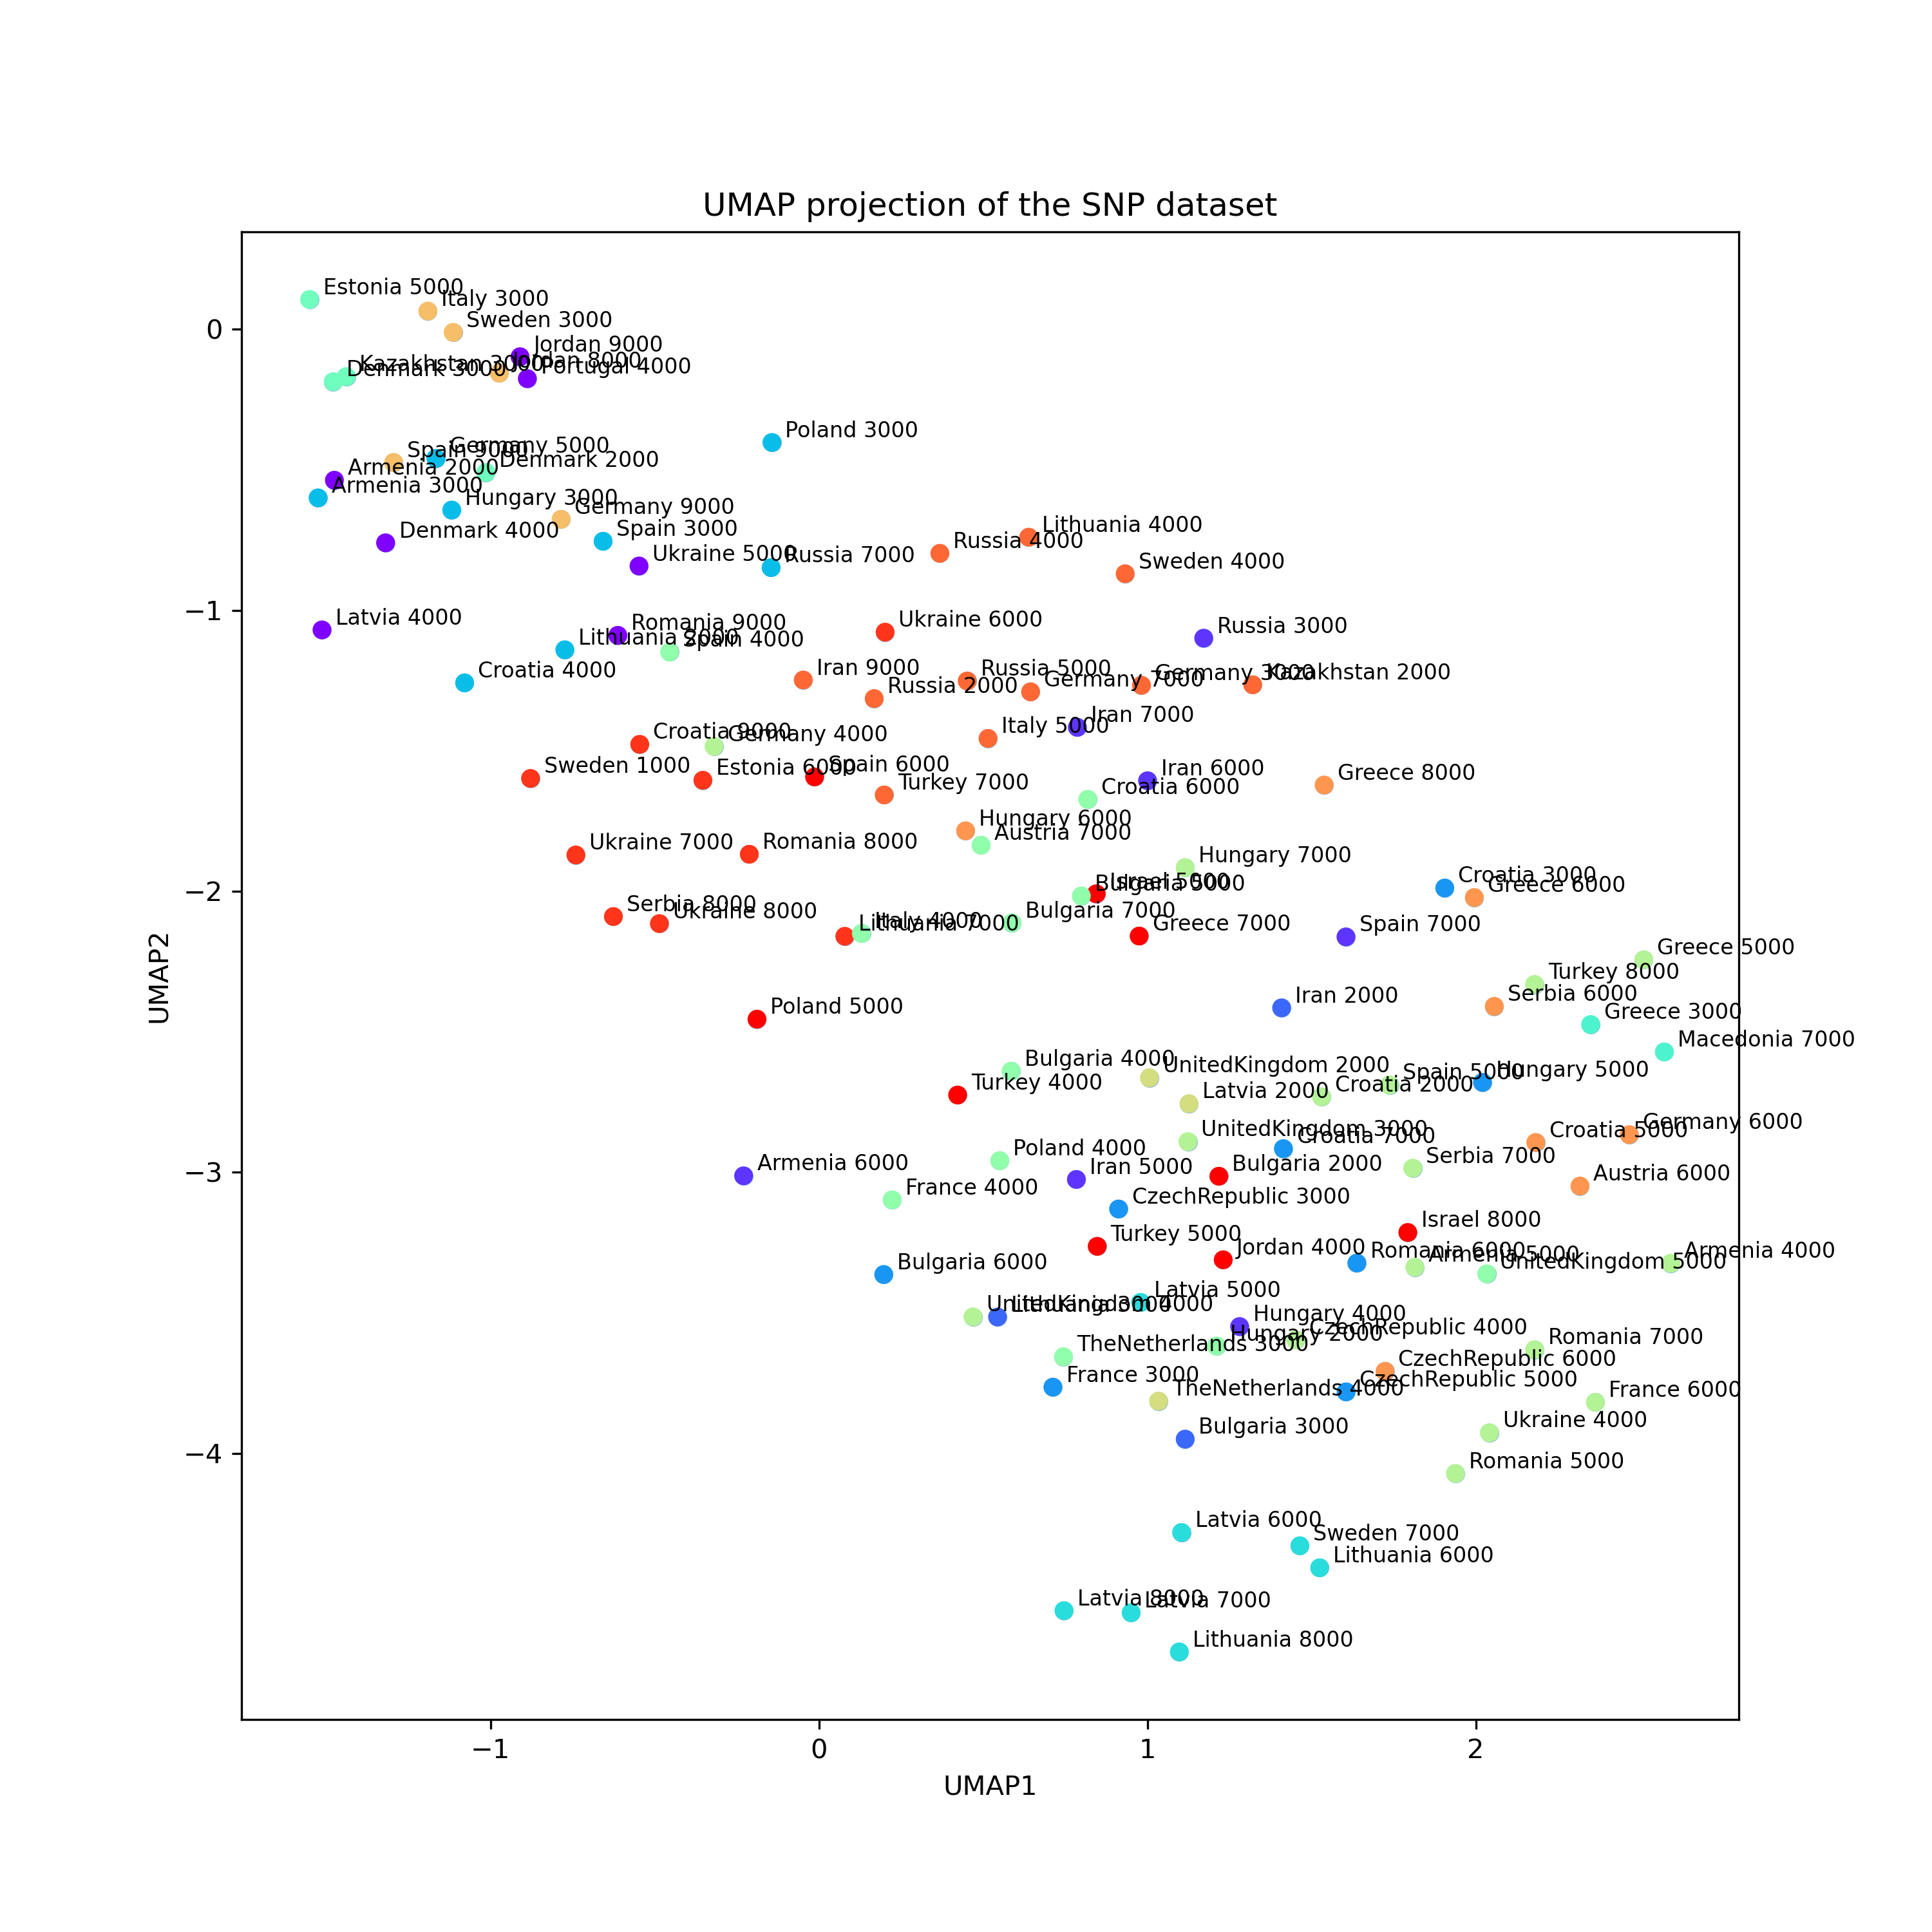 UMAP projection of the SNP dataset
Estonia 5000
Italy 3000
Sweden 3000
Jordan 9000
Jordan 8000
Kazakhstan 3000
Portugal 4000
Denmark 3000
Poland 3000
Germany 5000
Spain 9000
Denmark 2000
Armenia 2000
Armenia 3000
Hungary 3000
Germany 9000
Lithuania 4000
Spain 3000
Denmark 4000
Russia 4000
Ukraine 5000
Russia 7000
Sweden 4000
Latvia 4000
Ukraine 6000
Romania 9000
Russia 3000
Lithuania 2000
Spain 4000
Croatia 4000
Iran 9000
Russia 5000
Germany 3000
Kazakhstan 2000
Germany 7000
Russia 2000
Iran 7000
Italy 5000
Croatia 9000
Germany 4000
Sweden 1000
Estonia 6000
Spain 6000
Iran 6000
Greece 8000
Turkey 7000
Croatia 6000
Hungary 6000
Austria 7000
Ukraine 7000
Romania 8000
Hungary 7000
Croatia 3000
Israel 5000
Bulgaria 5000
Greece 6000
Serbia 8000
Ukraine 8000
Bulgaria 7000
Italy 4000
Lithuania 7000
Greece 7000
Spain 7000
Greece 5000
Turkey 8000
Serbia 6000
Iran 2000
Poland 5000
Greece 3000
Macedonia 7000
Bulgaria 4000
UnitedKingdom 2000
Spain 5000
Hungary 5000
Turkey 4000
Latvia 2000
Croatia 2000
UnitedKingdom 3000
Croatia 7000
Croatia 5000
Germany 6000
Poland 4000
Serbia 7000
Armenia 6000
Iran 5000
Bulgaria 2000
Austria 6000
France 4000
CzechRepublic 3000
Israel 8000
Turkey 5000
Jordan 4000
Romania 6000
Armenia 5000
Armenia 4000
UnitedKingdom 5000
Bulgaria 6000
Latvia 5000
UnitedKingdom 4000
Lithuania 3000
Hungary 4000
Hungary 2000
CzechRepublic 4000
TheNetherlands 3000
Romania 7000
CzechRepublic 6000
France 3000
CzechRepublic 5000
TheNetherlands 4000
France 6000
Bulgaria 3000
Ukraine 4000
Romania 5000
Latvia 6000
Sweden 7000
Lithuania 6000
Latvia 8000
Latvia 7000
Lithuania 8000
0
−1
−2
−3
−4
UMAP2
−1
0
1
2
UMAP1